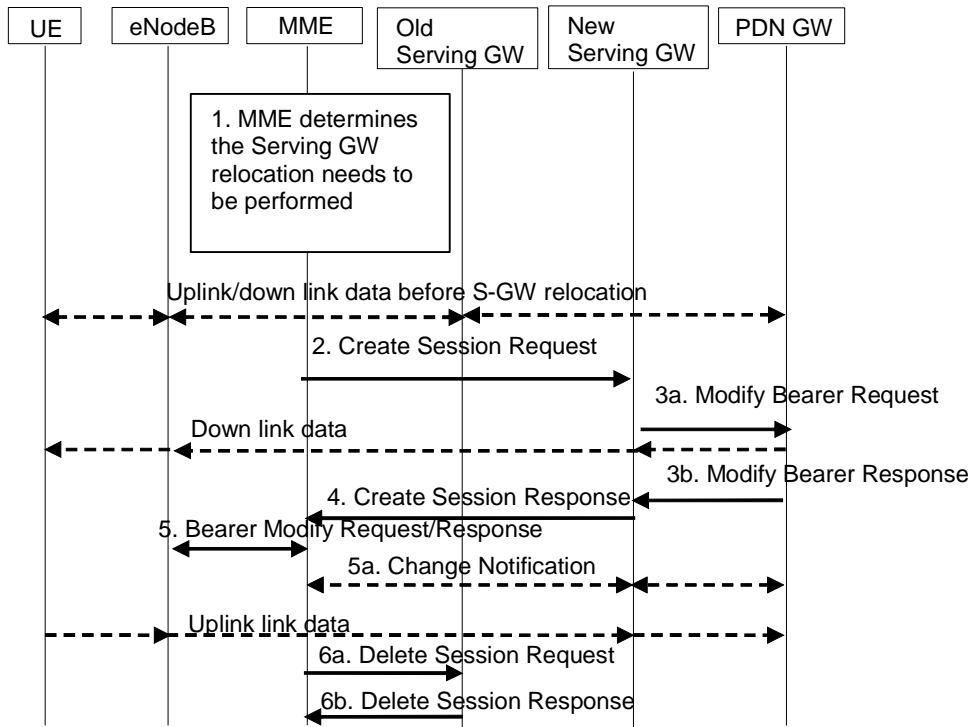 UE
eNodeB
MME
Old
Serving GW
New
Serving GW
PDN GW
1. MME determines
the Serving GW
relocation needs to
be performed
Uplink/down link data before S-GW relocation
2. Create Session Request
3a. Modify Bearer Request
Down link data
3b. Modify Bearer Response
4. Create Session Response
5. Bearer Modify Request/Response
5a. Change Notification
Uplink link data
6a. Delete Session Request
6b. Delete Session Response